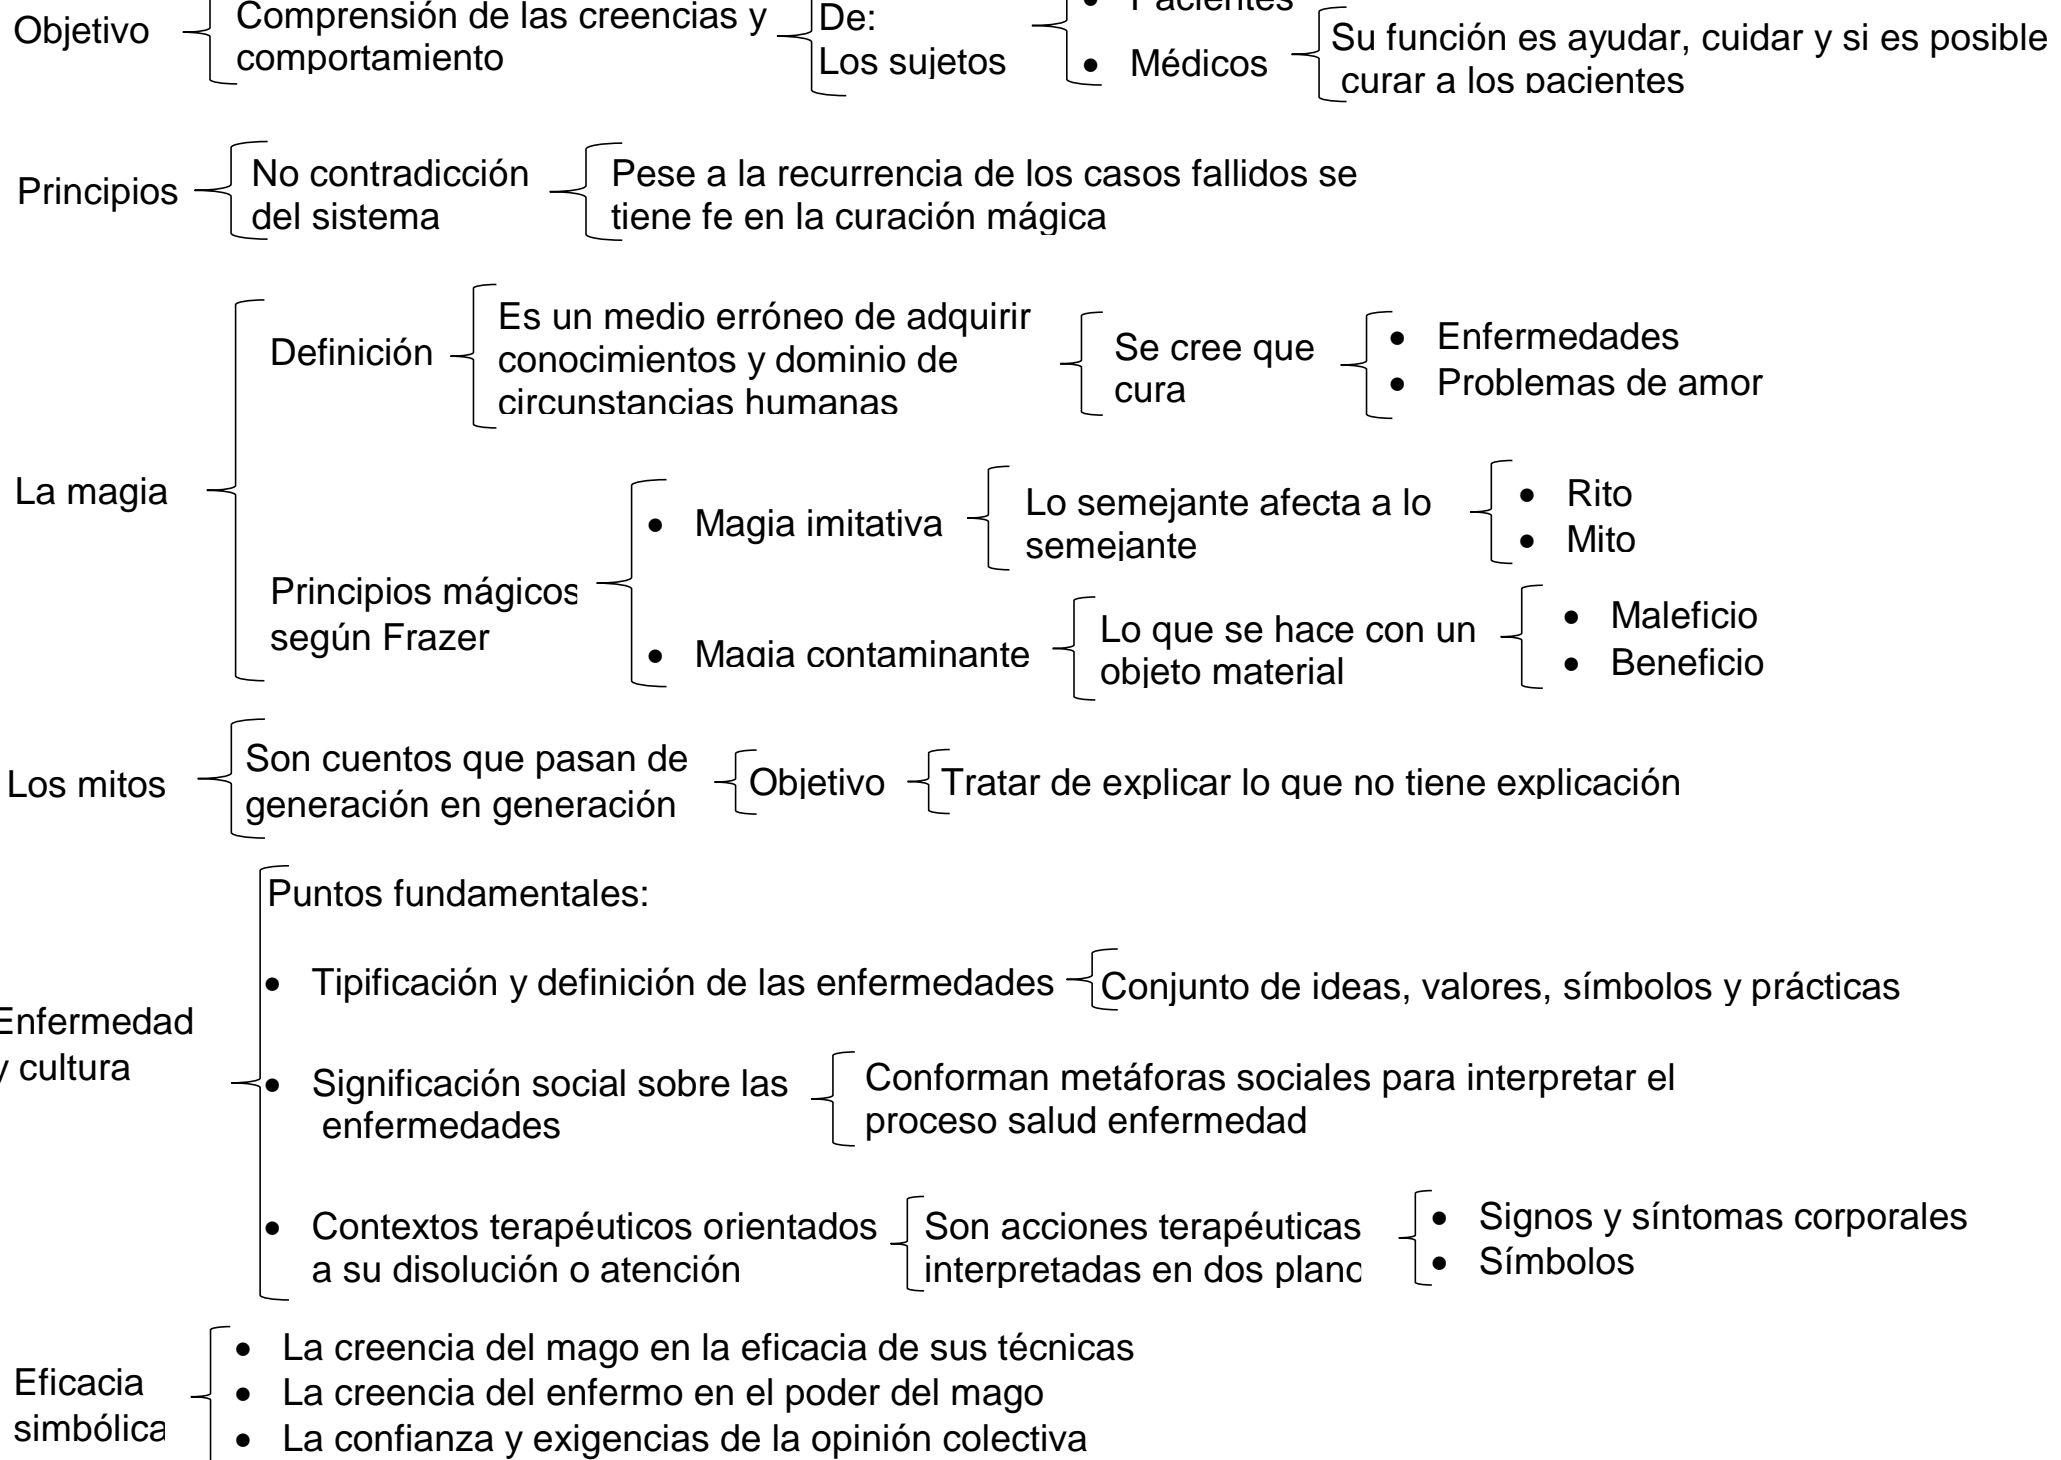 Objetivo
Comprensión de las creencias y
comportamiento
De:
Los sujetos
• Pacientes
• Médicos
Su función es ayudar, cuidar y si es posible
curar a los pacientes
Principios
No contradicción
del sistema
Pese a la recurrencia de los casos fallidos se
tiene fe en la curación mágica
La magia
Definición
Es un medio erróneo de adquirir
conocimientos y dominio de
circunstancias humanas
Se cree que
cura
• Enfermedades
• Problemas de amor
Principios mágicos
según Frazer
• Magia imitativa
Lo semejante afecta a lo
semejante
• Rito
• Mito
• Magia contaminante
Lo que se hace con un
objeto material
• Maleficio
• Beneficio
Los mitos
Son cuentos que pasan de
generación en generación
Objetivo
Tratar de explicar lo que no tiene explicación
Enfermedad
y cultura
Puntos fundamentales:
• Tipificación y definición de las enfermedades
Conjunto de ideas, valores, símbolos y prácticas
• Significación social sobre las
enfermedades
Conforman metáforas sociales para interpretar el
proceso salud enfermedad
• Contextos terapéuticos orientados
a su disolución o atención
Son acciones terapéuticas
interpretadas en dos plano
• Signos y síntomas corporales
• Símbolos
Eficacia
simbólica
• La creencia del mago en la eficacia de sus técnicas
• La creencia del enfermo en el poder del mago
• La confianza y exigencias de la opinión colectiva